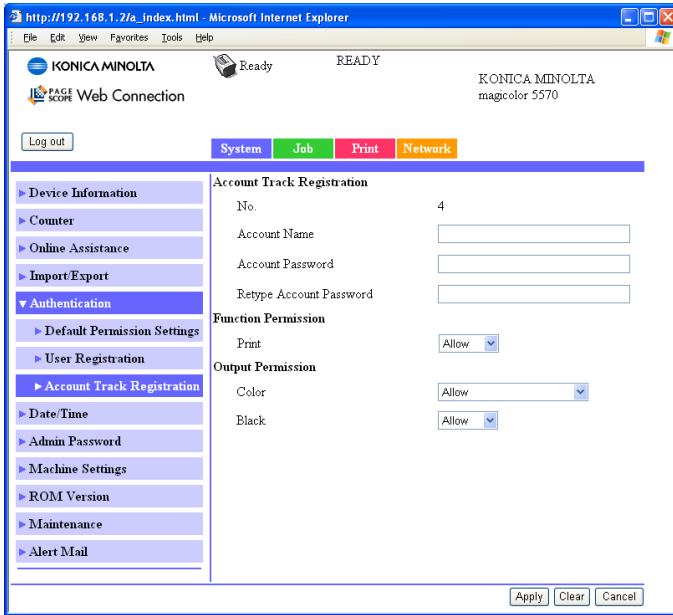 http://192.168.1.2/a_index.html - Microsoft Internet Explorer
File Edit View Favorites Tools Help
KONICA MINOLTA
Ready
READY
KONICA MINOLTA
magicolor 5570
PAGE SCOPE Web Connection
Log out
System Job Print Network
Device Information
Counter
Online Assistance
Import/Export
Authentication
Default Permission Settings
User Registration
Account Track Registration
Date/Time
Admin Password
Machine Settings
ROM Version
Maintenance
Alert Mail
Account Track Registration
No. 4
Account Name
Account Password
Retype Account Password
Function Permission
Print Allow
Output Permission
Color Allow
Black Allow
Apply Clear Cancel